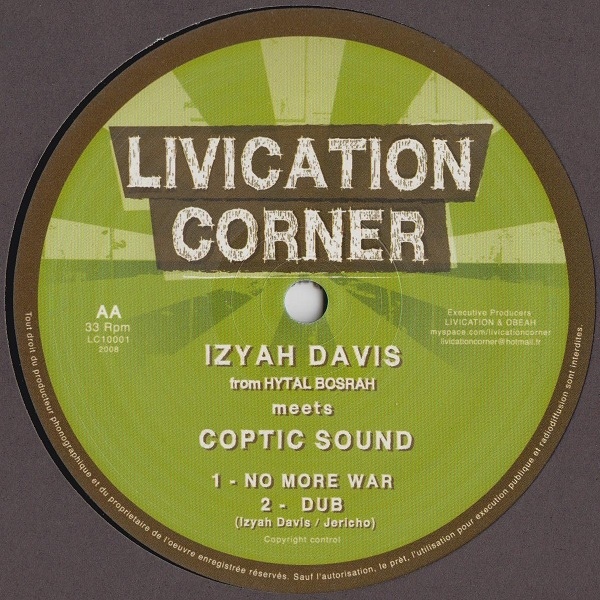 LIVICATION
CORNER
AA
33 Rpm
LC10001
2008
Executive Producers
LIVICATION & OBEAH
myspace.com/livicationcorner
livicationcorner@hotmail.fr
IZYAH DAVIS
from HYTAL BOSRAH
meets
COPTIC SOUND
1 - NO MORE WAR
2 - DUB
(Izyah Davis / Jericho)
Copyright control
Tout droit du producteur phonographique et du proprietaire de l'oeuvre enregistrée réservés. Sauf l'autorisation, le prêt, l'utilisation pour execution publique et radiodiffusion sont interdites.